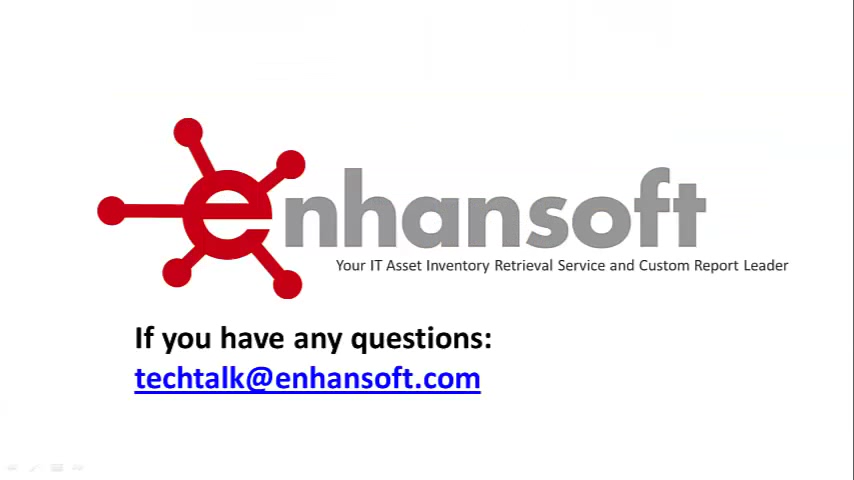 enhansoft
Your IT Asset Inventory Retrieval Service and Custom Report Leader
If you have any questions:
techtalk@enhansoft.com